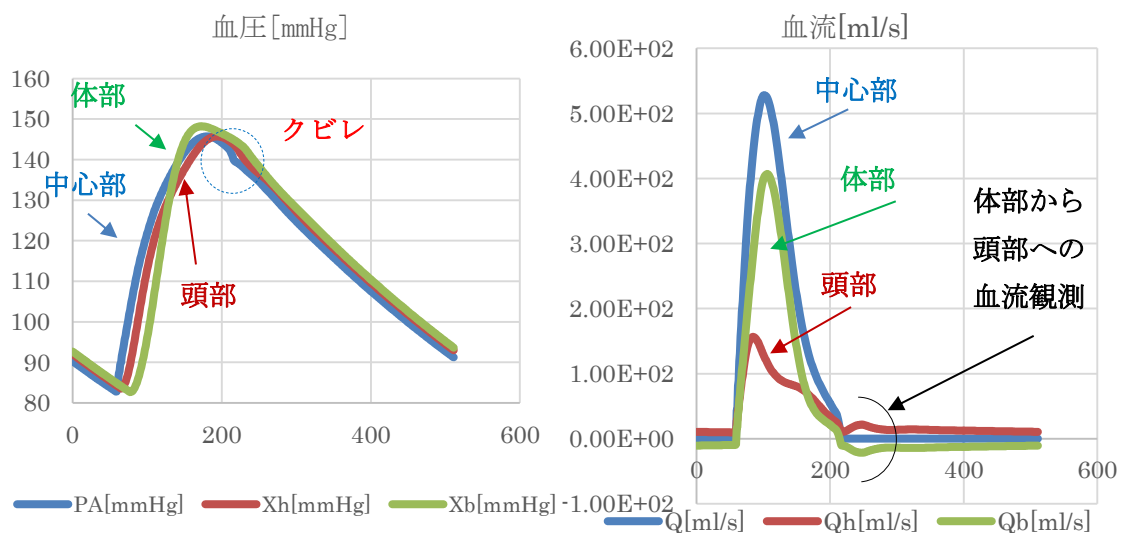 血圧[mmHg]
160
150
140
130
120
110
100
90
80
0
200
400
600
体部
中心部
頭部
クビレ
PA[mmHg]
Xh[mmHg]
Xb[mmHg]
血流[ml/s]
6.00E+02
5.00E+02
4.00E+02
3.00E+02
2.00E+02
1.00E+02
0.00E+00
-1.00E+02
0
200
400
600
中心部
体部
頭部
体部から
頭部への
血流観測
Q[ml/s]
Qh[ml/s]
Qb[ml/s]